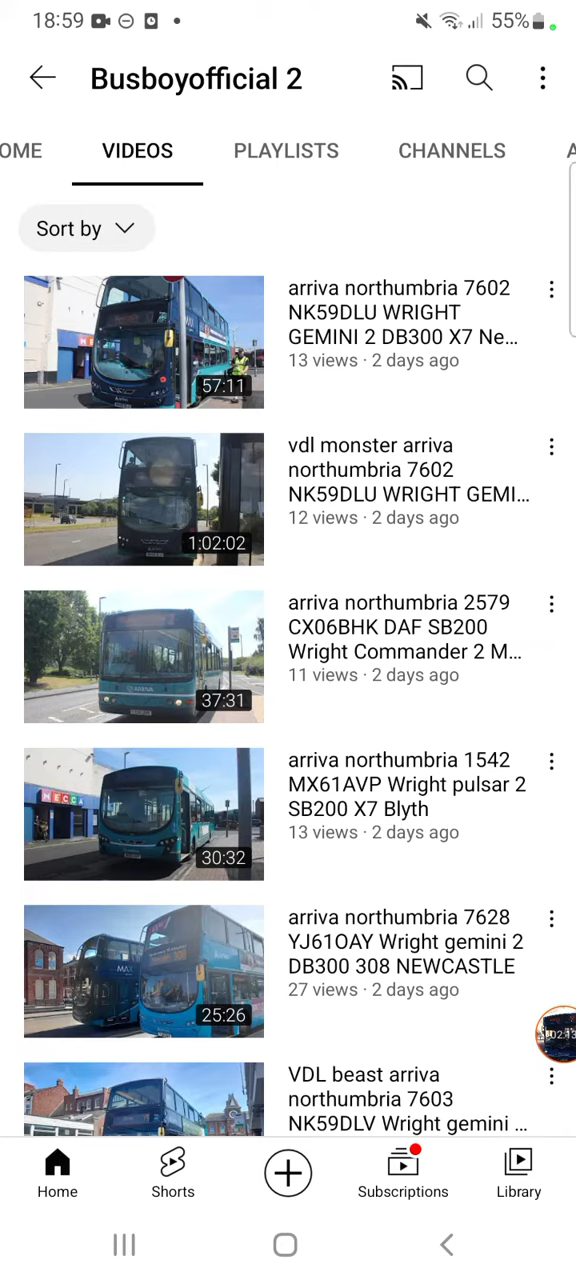 18:59
55%
Busboyofficial 2
OME
VIDEOS
PLAYLISTS
CHANNELS
Sort by
arriva northumbria 7602
NK59DLU WRIGHT
GEMINI 2 DB300 X7 Ne...
13 views · 2 days ago
57:11
vdl monster arriva
northumbria 7602
NK59DLU WRIGHT GEMI...
12 views · 2 days ago
1:02:02
arriva northumbria 2579
CX06BHK DAF SB200
Wright Commander 2 M...
11 views · 2 days ago
ARRIVA
37:31
arriva northumbria 1542
MX61AVP Wright pulsar 2
SB200 X7 Blyth
13 views · 2 days ago
MECCA
30:32
arriva northumbria 7628
YJ61OAY Wright gemini 2
DB300 308 NEWCASTLE
27 views · 2 days ago
MAX
25:26
02:13
VDL beast arriva
northumbria 7603
NK59DLV Wright gemini ...
Home
Shorts
Subscriptions
Library